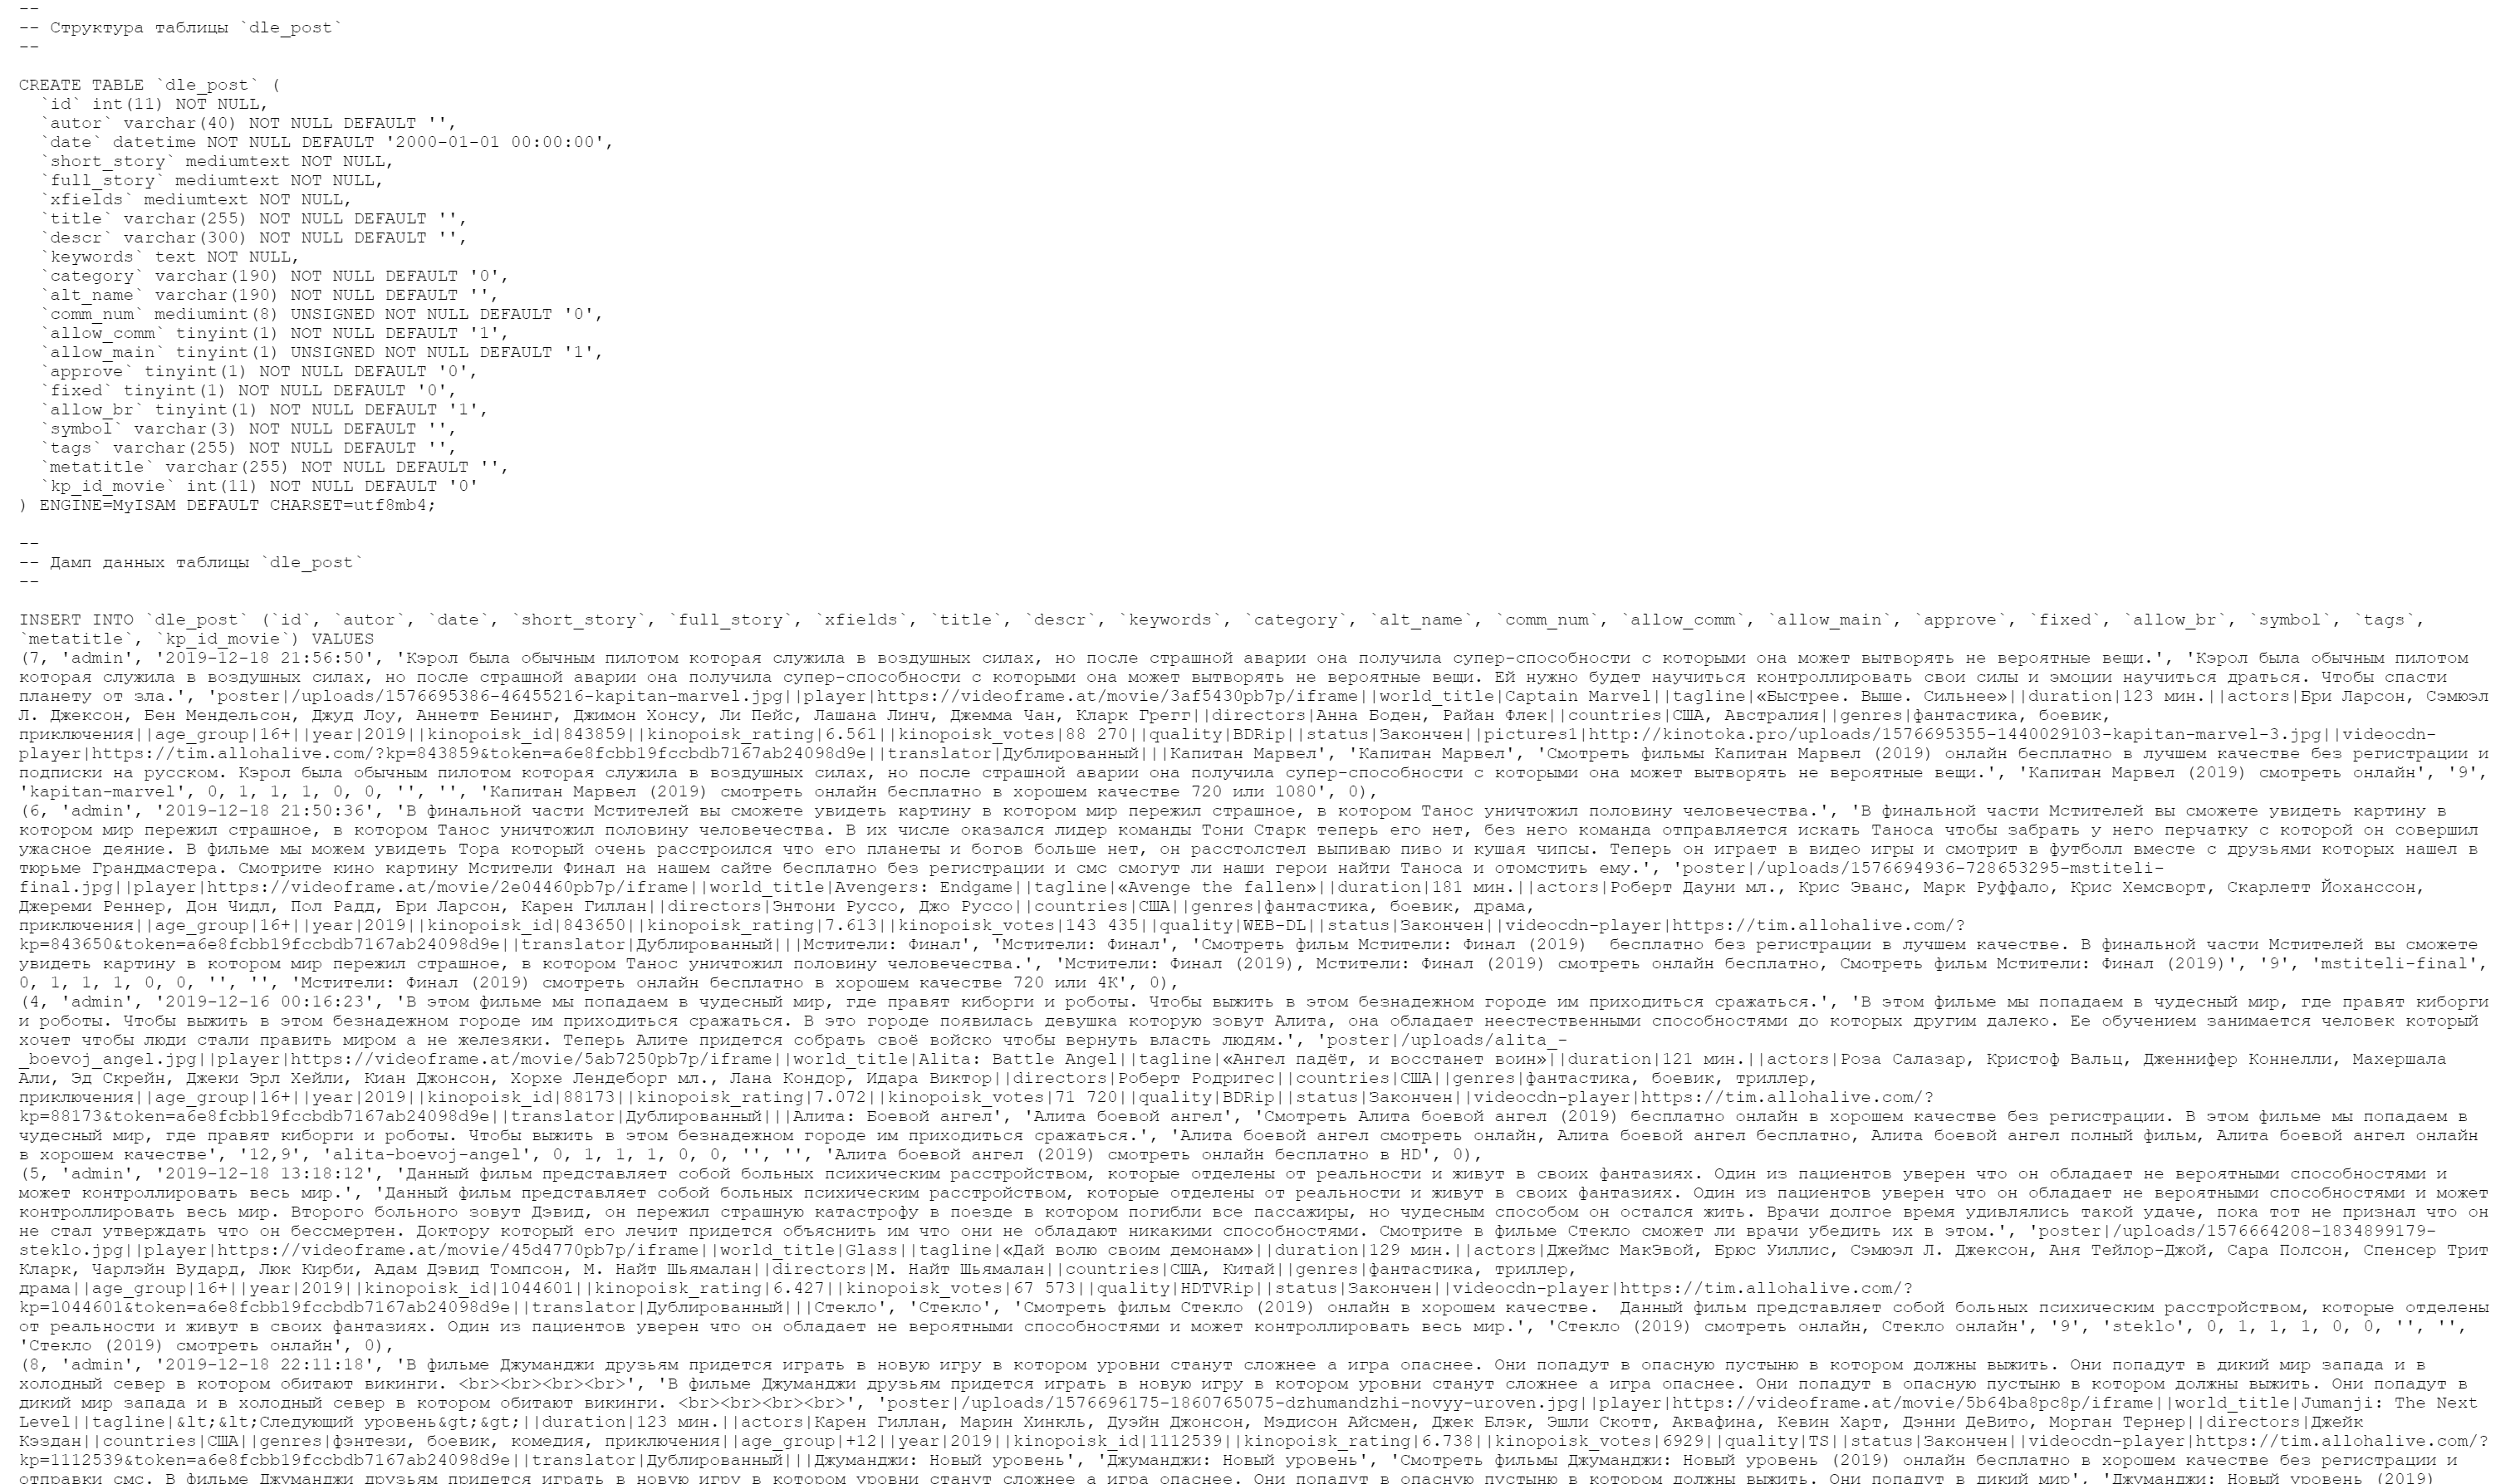 --
-- Структура таблицы `dle_post`
--
CREATE TABLE `dle_post` (
`id` int(11) NOT NULL,
`autor` varchar(40) NOT NULL DEFAULT '',
`date` datetime NOT NULL DEFAULT '2000-01-01 00:00:00',
`short_story` mediumtext NOT NULL,
`full_story` mediumtext NOT NULL,
`xfields` mediumtext NOT NULL,
`title` varchar(255) NOT NULL DEFAULT '',
`descr` varchar(300) NOT NULL DEFAULT '',
`keywords` text NOT NULL,
`category` varchar(190) NOT NULL DEFAULT '0',
`alt_name` varchar(190) NOT NULL DEFAULT '',
`comm_num` mediumint(8) UNSIGNED NOT NULL DEFAULT '0',
`allow_comm` tinyint(1) NOT NULL DEFAULT '1',
`allow_main` tinyint(1) UNSIGNED NOT NULL DEFAULT '1',
`approve` tinyint(1) NOT NULL DEFAULT '0',
`fixed` tinyint(1) NOT NULL DEFAULT '0',
`allow_br` tinyint(1) NOT NULL DEFAULT '1',
`symbol` varchar(3) NOT NULL DEFAULT '',
`tags` varchar(255) NOT NULL DEFAULT '',
`metatitle` varchar(255) NOT NULL DEFAULT '',
`kp_id_movie` int(11) NOT NULL DEFAULT '0'
) ENGINE=MyISAM DEFAULT CHARSET=utf8mb4;
--
-- Дамп данных таблицы `dle_post`
--
INSERT INTO `dle_post` (`id`, `autor`, `date`, `short_story`, `full_story`, `xfields`, `title`, `descr`, `keywords`, `category`, `alt_name`, `comm_num`, `allow_comm`, `allow_main`, `approve`, `fixed`, `allow_br`, `symbol`, `tags`,
`metatitle`, `kp_id_movie`) VALUES
(7, 'admin', '2019-12-18 21:56:50', 'Кэрол была обычным пилотом которая служила в воздушных силах, но после страшной аварии она получила супер-способности с которыми она может вытворять не вероятные вещи.', 'Кэрол была обычным пилотом
которая служила в воздушных силах, но после страшной аварии она получила супер-способности с которыми она может вытворять не вероятные вещи. Ей нужно будет научиться контроллировать свои силы и эмоции научиться драться. Чтобы спасти
планету от зла.', 'poster|/uploads/1576695386-46455216-kapitan-marvel.jpg||player|https://videoframe.at/movie/3af5430pb7p/iframe||world_title|Captain Marvel||tagline|«Быстрее. Выше. Сильнее»||duration|123 мин.||actors|Бри Ларсон, Сэмюэл
Л. Джексон, Бен Мендельсон, Джуд Лоу, Аннетт Бенинг, Джимон Хонсу, Ли Пейс, Лашана Линч, Джемма Чан, Кларк Грегг||directors|Анна Боден, Райан Флек||countries|США, Австралия||genres|фантастика, боевик,
приключения||age_group|16+||year|2019||kinopoisk_id|843859||kinopoisk_rating|6.561||kinopoisk_votes|88 270||quality|BDRip||status|Закончен||pictures1|http://kinotoka.pro/uploads/1576695355-1440029103-kapitan-marvel-3.jpg||videocdn-
player|https://tim.allohalive.com/?kp=843859&token=a6e8fcbb19fccbdb7167ab24098d9e||translator|Дублированный|||Капитан Марвел', 'Капитан Марвел', 'Смотреть фильмы Капитан Марвел (2019) онлайн бесплатно в лучшем качестве без регистрации и
подписки на русском. Кэрол была обычным пилотом которая служила в воздушных силах, но после страшной аварии она получила супер-способности с которыми она может вытворять не вероятные вещи.', 'Капитан Марвел (2019) смотреть онлайн', '9',
'kapitan-marvel', 0, 1, 1, 1, 0, 0, '', '', 'Капитан Марвел (2019) смотреть онлайн бесплатно в хорошем качестве 720 или 1080', 0),
(6, 'admin', '2019-12-18 21:50:36', 'В финальной части Мстителей вы сможете увидеть картину в котором мир пережил страшное, в котором Танос уничтожил половину человечества.', 'В финальной части Мстителей вы сможете увидеть картину в
котором мир пережил страшное, в котором Танос уничтожил половину человечества. В их числе оказался лидер команды Тони Старк теперь его нет, без него команда отправляется искать Таноса чтобы забрать у него перчатку с которой он совершил
ужасное деяние. В фильме мы можем увидеть Тора который очень расстроился что его планеты и богов больше нет, он расстолстел выпиваю пиво и кушая чипсы. Теперь он играет в видео игры и смотрит в футболл вместе с друзьями которых нашел в
тюрьме Грандмастера. Смотрите кино картину Мстители Финал на нашем сайте бесплатно без регистрации и смс смогут ли наши герои найти Таноса и отомстить ему.', 'poster|/uploads/1576694936-728653295-mstiteli-
final.jpg||player|https://videoframe.at/movie/2e04460pb7p/iframe||world_title|Avengers: Endgame||tagline|«Avenge the fallen»||duration|181 мин.||actors|Роберт Дауни мл., Крис Эванс, Марк Руффало, Крис Хемсворт, Скарлетт Йоханссон,
Джереми Реннер, Дон Чидл, Пол Радд, Бри Ларсон, Карен Гиллан||directors|Энтони Руссо, Джо Руссо||countries|США||genres|фантастика, боевик, драма,
приключения||age_group|16+||year|2019||kinopoisk_id|843650||kinopoisk_rating|7.613||kinopoisk_votes|143 435||quality|WEB-DL||status|Закончен||videocdn-player|https://tim.allohalive.com/?
kp=843650&token=a6e8fcbb19fccbdb7167ab24098d9e||translator|Дублированный|||Мстители: Финал', 'Мстители: Финал', 'Смотреть фильм Мстители: Финал (2019)  бесплатно без регистрации в лучшем качестве. В финальной части Мстителей вы сможете
увидеть картину в котором мир пережил страшное, в котором Танос уничтожил половину человечества.', 'Мстители: Финал (2019), Мстители: Финал (2019) смотреть онлайн бесплатно, Смотреть фильм Мстители: Финал (2019)', '9', 'mstiteli-final',
0, 1, 1, 1, 0, 0, '', '', 'Мстители: Финал (2019) смотреть онлайн бесплатно в хорошем качестве 720 или 4К', 0),
(4, 'admin', '2019-12-16 00:16:23', 'В этом фильме мы попадаем в чудесный мир, где правят киборги и роботы. Чтобы выжить в этом безнадежном городе им приходиться сражаться.', 'В этом фильме мы попадаем в чудесный мир, где правят киборги
и роботы. Чтобы выжить в этом безнадежном городе им приходиться сражаться. В это городе появилась девушка которую зовут Алита, она обладает неестественными способностями до которых другим далеко. Ее обучением занимается человек который
хочет чтобы люди стали править миром а не железяки. Теперь Алите придется собрать своё войско чтобы вернуть власть людям.', 'poster|/uploads/alita_-
_boevoj_angel.jpg||player|https://videoframe.at/movie/5ab7250pb7p/iframe||world_title|Alita: Battle Angel||tagline|«Ангел падёт, и восстанет воин»||duration|121 мин.||actors|Роза Салазар, Кристоф Вальц, Дженнифер Коннелли, Махершала
Али, Эд Скрейн, Джеки Эрл Хейли, Киан Джонсон, Хорхе Лендеборг мл., Лана Кондор, Идара Виктор||directors|Роберт Родригес||countries|США||genres|фантастика, боевик, триллер,
приключения||age_group|16+||year|2019||kinopoisk_id|88173||kinopoisk_rating|7.072||kinopoisk_votes|71 720||quality|BDRip||status|Закончен||videocdn-player|https://tim.allohalive.com/?
kp=88173&token=a6e8fcbb19fccbdb7167ab24098d9e||translator|Дублированный|||Алита: Боевой ангел', 'Алита боевой ангел', 'Смотреть Алита боевой ангел (2019) бесплатно онлайн в хорошем качестве без регистрации. В этом фильме мы попадаем в
чудесный мир, где правят киборги и роботы. Чтобы выжить в этом безнадежном городе им приходиться сражаться.', 'Алита боевой ангел смотреть онлайн, Алита боевой ангел бесплатно, Алита боевой ангел полный фильм, Алита боевой ангел онлайн
в хорошем качестве', '12,9', 'alita-boevoj-angel', 0, 1, 1, 1, 0, 0, '', '', 'Алита боевой ангел (2019) смотреть онлайн бесплатно в HD', 0),
(5, 'admin', '2019-12-18 13:18:12', 'Данный фильм представляет собой больных психическим расстройством, которые отделены от реальности и живут в своих фантазиях. Один из пациентов уверен что он обладает не вероятными способностями и
может контроллировать весь мир.', 'Данный фильм представляет собой больных психическим расстройством, которые отделены от реальности и живут в своих фантазиях. Один из пациентов уверен что он обладает не вероятными способностями и может
контроллировать весь мир. Второго больного зовут Дэвид, он пережил страшную катастрофу в поезде в котором погибли все пассажиры, но чудесным способом он остался жить. Врачи долгое время удивлялись такой удаче, пока тот не признал что он
не стал утверждать что он бессмертен. Доктору который его лечит придется объяснить им что они не обладают никакими способностями. Смотрите в фильме Стекло сможет ли врачи убедить их в этом.', 'poster|/uploads/1576664208-1834899179-
steklo.jpg||player|https://videoframe.at/movie/45d4770pb7p/iframe||world_title|Glass||tagline|«Дай волю своим демонам»||duration|129 мин.||actors|Джеймс МакЭвой, Брюс Уиллис, Сэмюэл Л. Джексон, Аня Тейлор-Джой, Сара Полсон, Спенсер Трит
Кларк, Чарлэйн Вудард, Люк Кирби, Адам Дэвид Томпсон, М. Найт Шьямалан||directors|М. Найт Шьямалан||countries|США, Китай||genres|фантастика, триллер,
драма||age_group|16+||year|2019||kinopoisk_id|1044601||kinopoisk_rating|6.427||kinopoisk_votes|67 573||quality|HDTVRip||status|Закончен||videocdn-player|https://tim.allohalive.com/?
kp=1044601&token=a6e8fcbb19fccbdb7167ab24098d9e||translator|Дублированный|||Стекло', 'Стекло', 'Смотреть фильм Стекло (2019) онлайн в хорошем качестве.  Данный фильм представляет собой больных психическим расстройством, которые отделены
от реальности и живут в своих фантазиях. Один из пациентов уверен что он обладает не вероятными способностями и может контроллировать весь мир.', 'Стекло (2019) смотреть онлайн, Стекло онлайн', '9', 'steklo', 0, 1, 1, 1, 0, 0, '', '',
'Стекло (2019) смотреть онлайн', 0),
(8, 'admin', '2019-12-18 22:11:18', 'В фильме Джуманджи друзьям придется играть в новую игру в котором уровни станут сложнее а игра опаснее. Они попадут в опасную пустыню в котором должны выжить. Они попадут в дикий мир запада и в
холодный север в котором обитают викинги. <br><br><br><br>', 'В фильме Джуманджи друзьям придется играть в новую игру в котором уровни станут сложнее а игра опаснее. Они попадут в опасную пустыню в котором должны выжить. Они попадут в
дикий мир запада и в холодный север в котором обитают викинги. <br><br><br><br>', 'poster|/uploads/1576696175-1860765075-dzhumandzhi-novyy-uroven.jpg||player|https://videoframe.at/movie/5b64ba8pc8p/iframe||world_title|Jumanji: The Next
Level||tagline|&lt;&lt;Следующий уровень&gt;&gt;||duration|123 мин.||actors|Карен Гиллан, Марин Хинкль, Дуэйн Джонсон, Мэдисон Айсмен, Джек Блэк, Эшли Скотт, Аквафина, Кевин Харт, Дэнни ДеВито, Морган Тернер||directors|Джейк
Кэздан||countries|США||genres|фэнтези, боевик, комедия, приключения||age_group|+12||year|2019||kinopoisk_id|1112539||kinopoisk_rating|6.738||kinopoisk_votes|6929||quality|TS||status|Закончен||videocdn-player|https://tim.allohalive.com/?
kp=1112539&token=a6e8fcbb19fccbdb7167ab24098d9e||translator|Дублированный|||Джуманджи: Новый уровень', 'Джуманджи: Новый уровень', 'Смотреть фильмы Джуманджи: Новый уровень (2019) онлайн бесплатно в хорошем качестве без регистрации и
отправки смс. В фильме Джуманджи друзьям придется играть в новую игру в котором уровни станут сложнее а игра опаснее. Они попадут в опасную пустыню в котором должны выжить. Они попадут в дикий мир', 'Джуманджи: Новый уровень (2019)